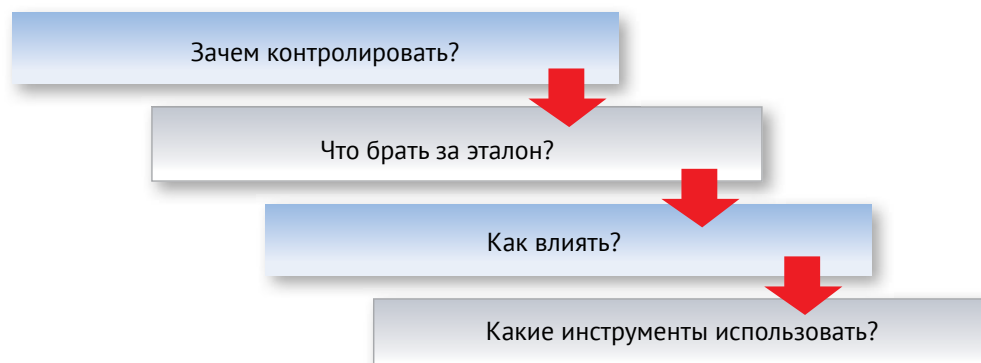 Зачем контролировать?
Что брать за эталон?
Как влиять?
Какие инструменты использовать?